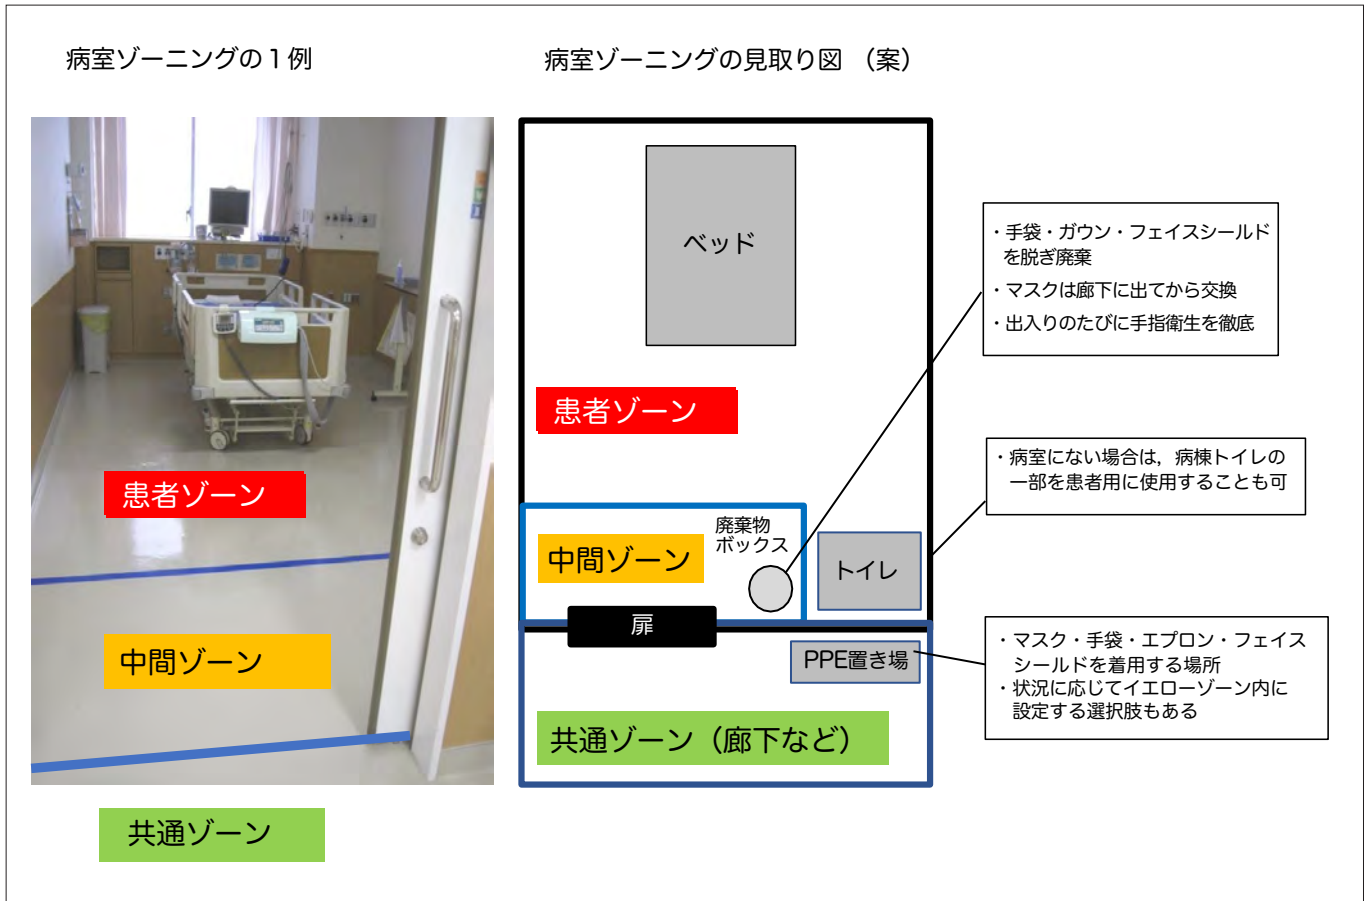 病室ゾーニングの１例
病室ゾーニングの見取り図 （案）
患者ゾーン
中間ゾーン
共通ゾーン
ベッド
患者ゾーン
中間ゾーン
廃棄物
ボックス
トイレ
扉
PPE置き場
共通ゾーン（廊下など）
・手袋・ガウン・フェイスシールド
を脱ぎ廃棄
・マスクは廊下に出てから交換
・出入りのたびに手指衛生を徹底
・病室にない場合は，病棟トイレの
一部を患者用に使用することも可
・マスク・手袋・エプロン・フェイス
シールドを着用する場所
・状況に応じてイエローゾーン内に
設定する選択肢もある